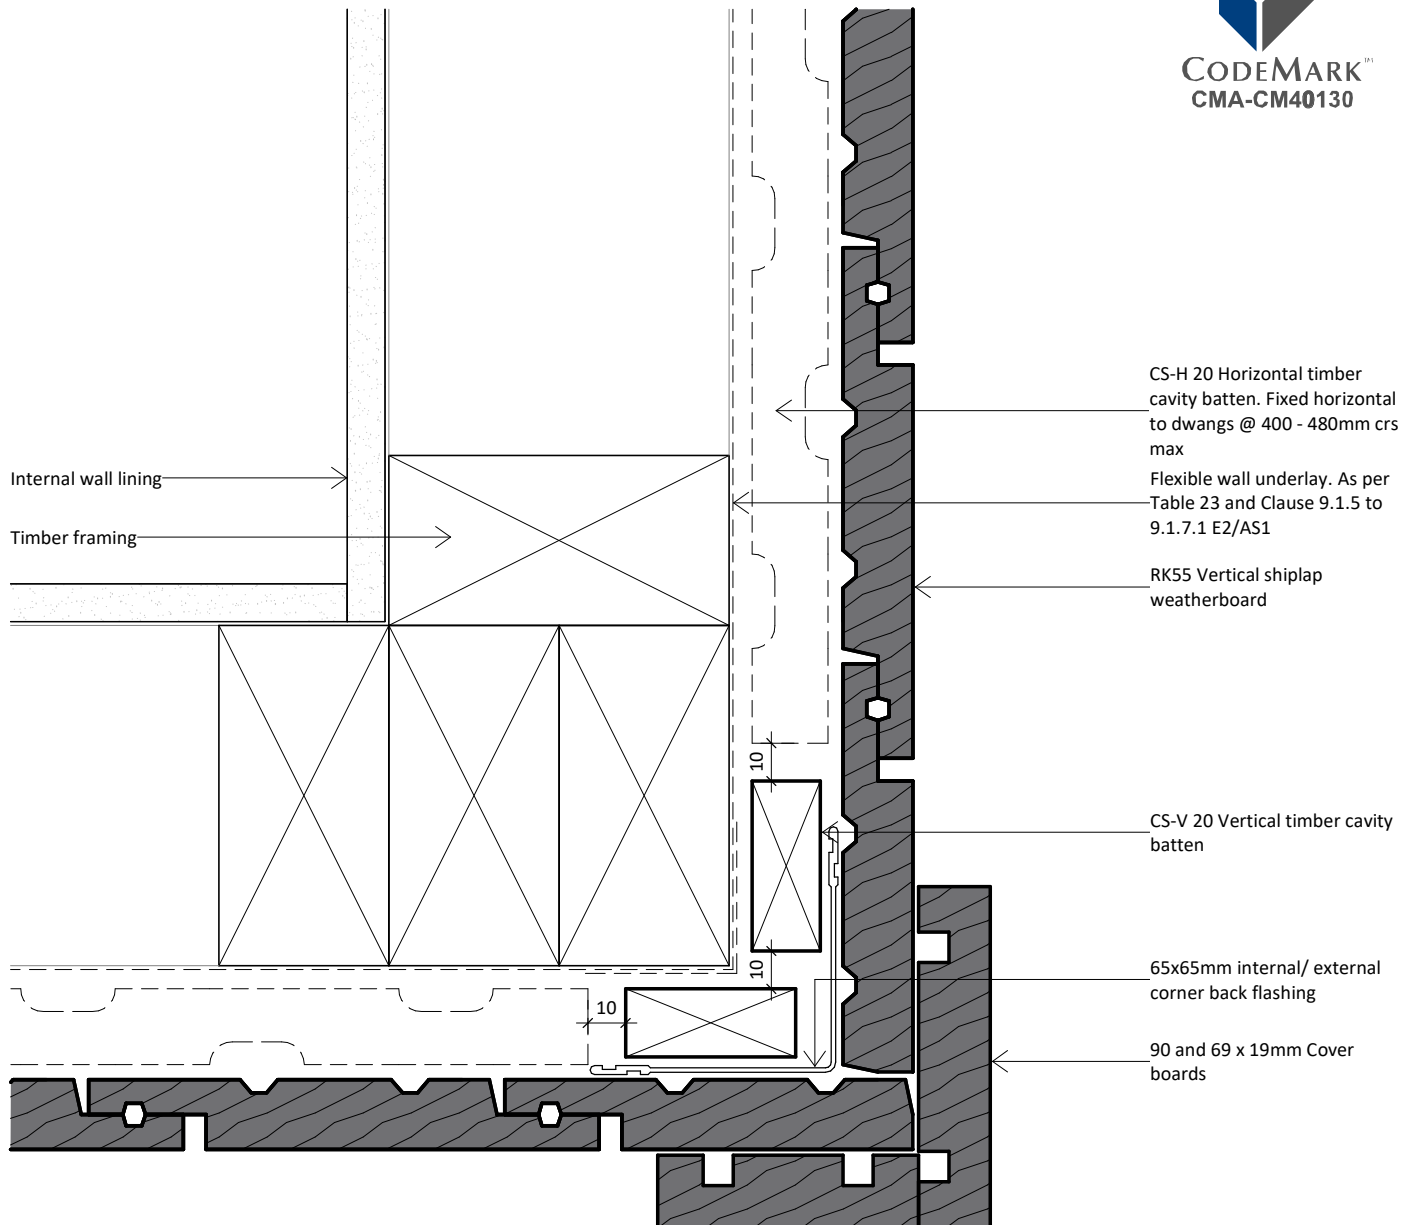 CODEMARK™
CMA-CM40130
CS-H 20 Horizontal timber
cavity batten. Fixed horizontal
to dwangs @ 400 - 480mm crs
max
Internal wall lining
Flexible wall underlay. As per
Table 23 and Clause 9.1.5 to
9.1.7.1 E2/AS1
Timber framing
RK55 Vertical shiplap
weatherboard
10
CS-V 20 Vertical timber cavity
batten
10
10
65x65mm internal/ external
corner back flashing
90 and 69 x 19mm Cover
boards